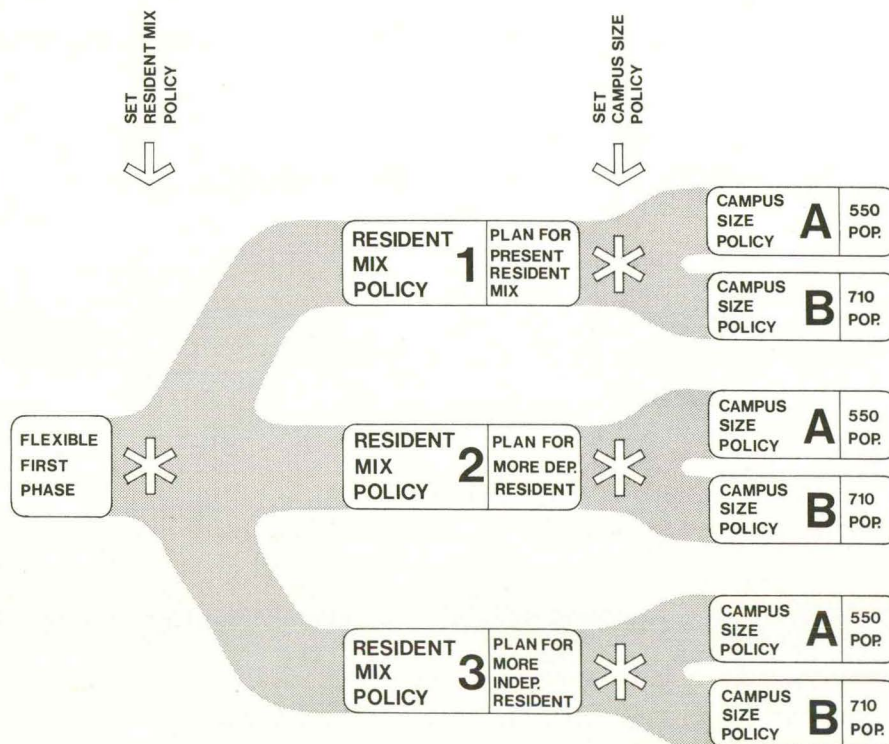 SET
RESIDENT MIX
POLICY
SET
CAMPUS SIZE
POLICY
FLEXIBLE
FIRST
PHASE
RESIDENT
MIX
POLICY
1
PLAN FOR
PRESENT
RESIDENT
MIX
CAMPUS
SIZE
POLICY
A
550
POP.
CAMPUS
SIZE
POLICY
B
710
POP.
RESIDENT
MIX
POLICY
2
PLAN FOR
MORE DEP.
RESIDENT
CAMPUS
SIZE
POLICY
A
550
POP.
CAMPUS
SIZE
POLICY
B
710
POP.
RESIDENT
MIX
POLICY
3
PLAN FOR
MORE
INDEP.
RESIDENT
CAMPUS
SIZE
POLICY
A
550
POP.
CAMPUS
SIZE
POLICY
B
710
POP.